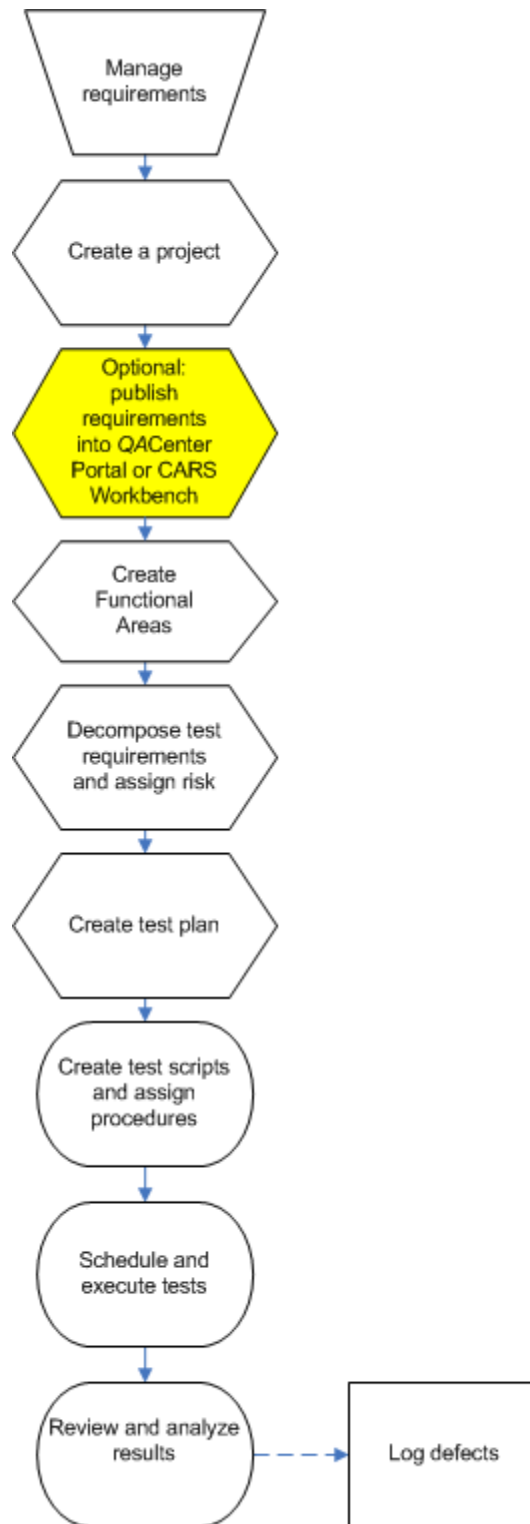 Manage
requirements
Create a project
Optional:
publish
requirements
into QACenter
Portal or CARS
Workbench
Create
Functional
Areas
Decompose test
requirements
and assign risk
Create test plan
Create test scripts
and assign
procedures
Schedule and
execute tests
Review and analyze
results
Log defects